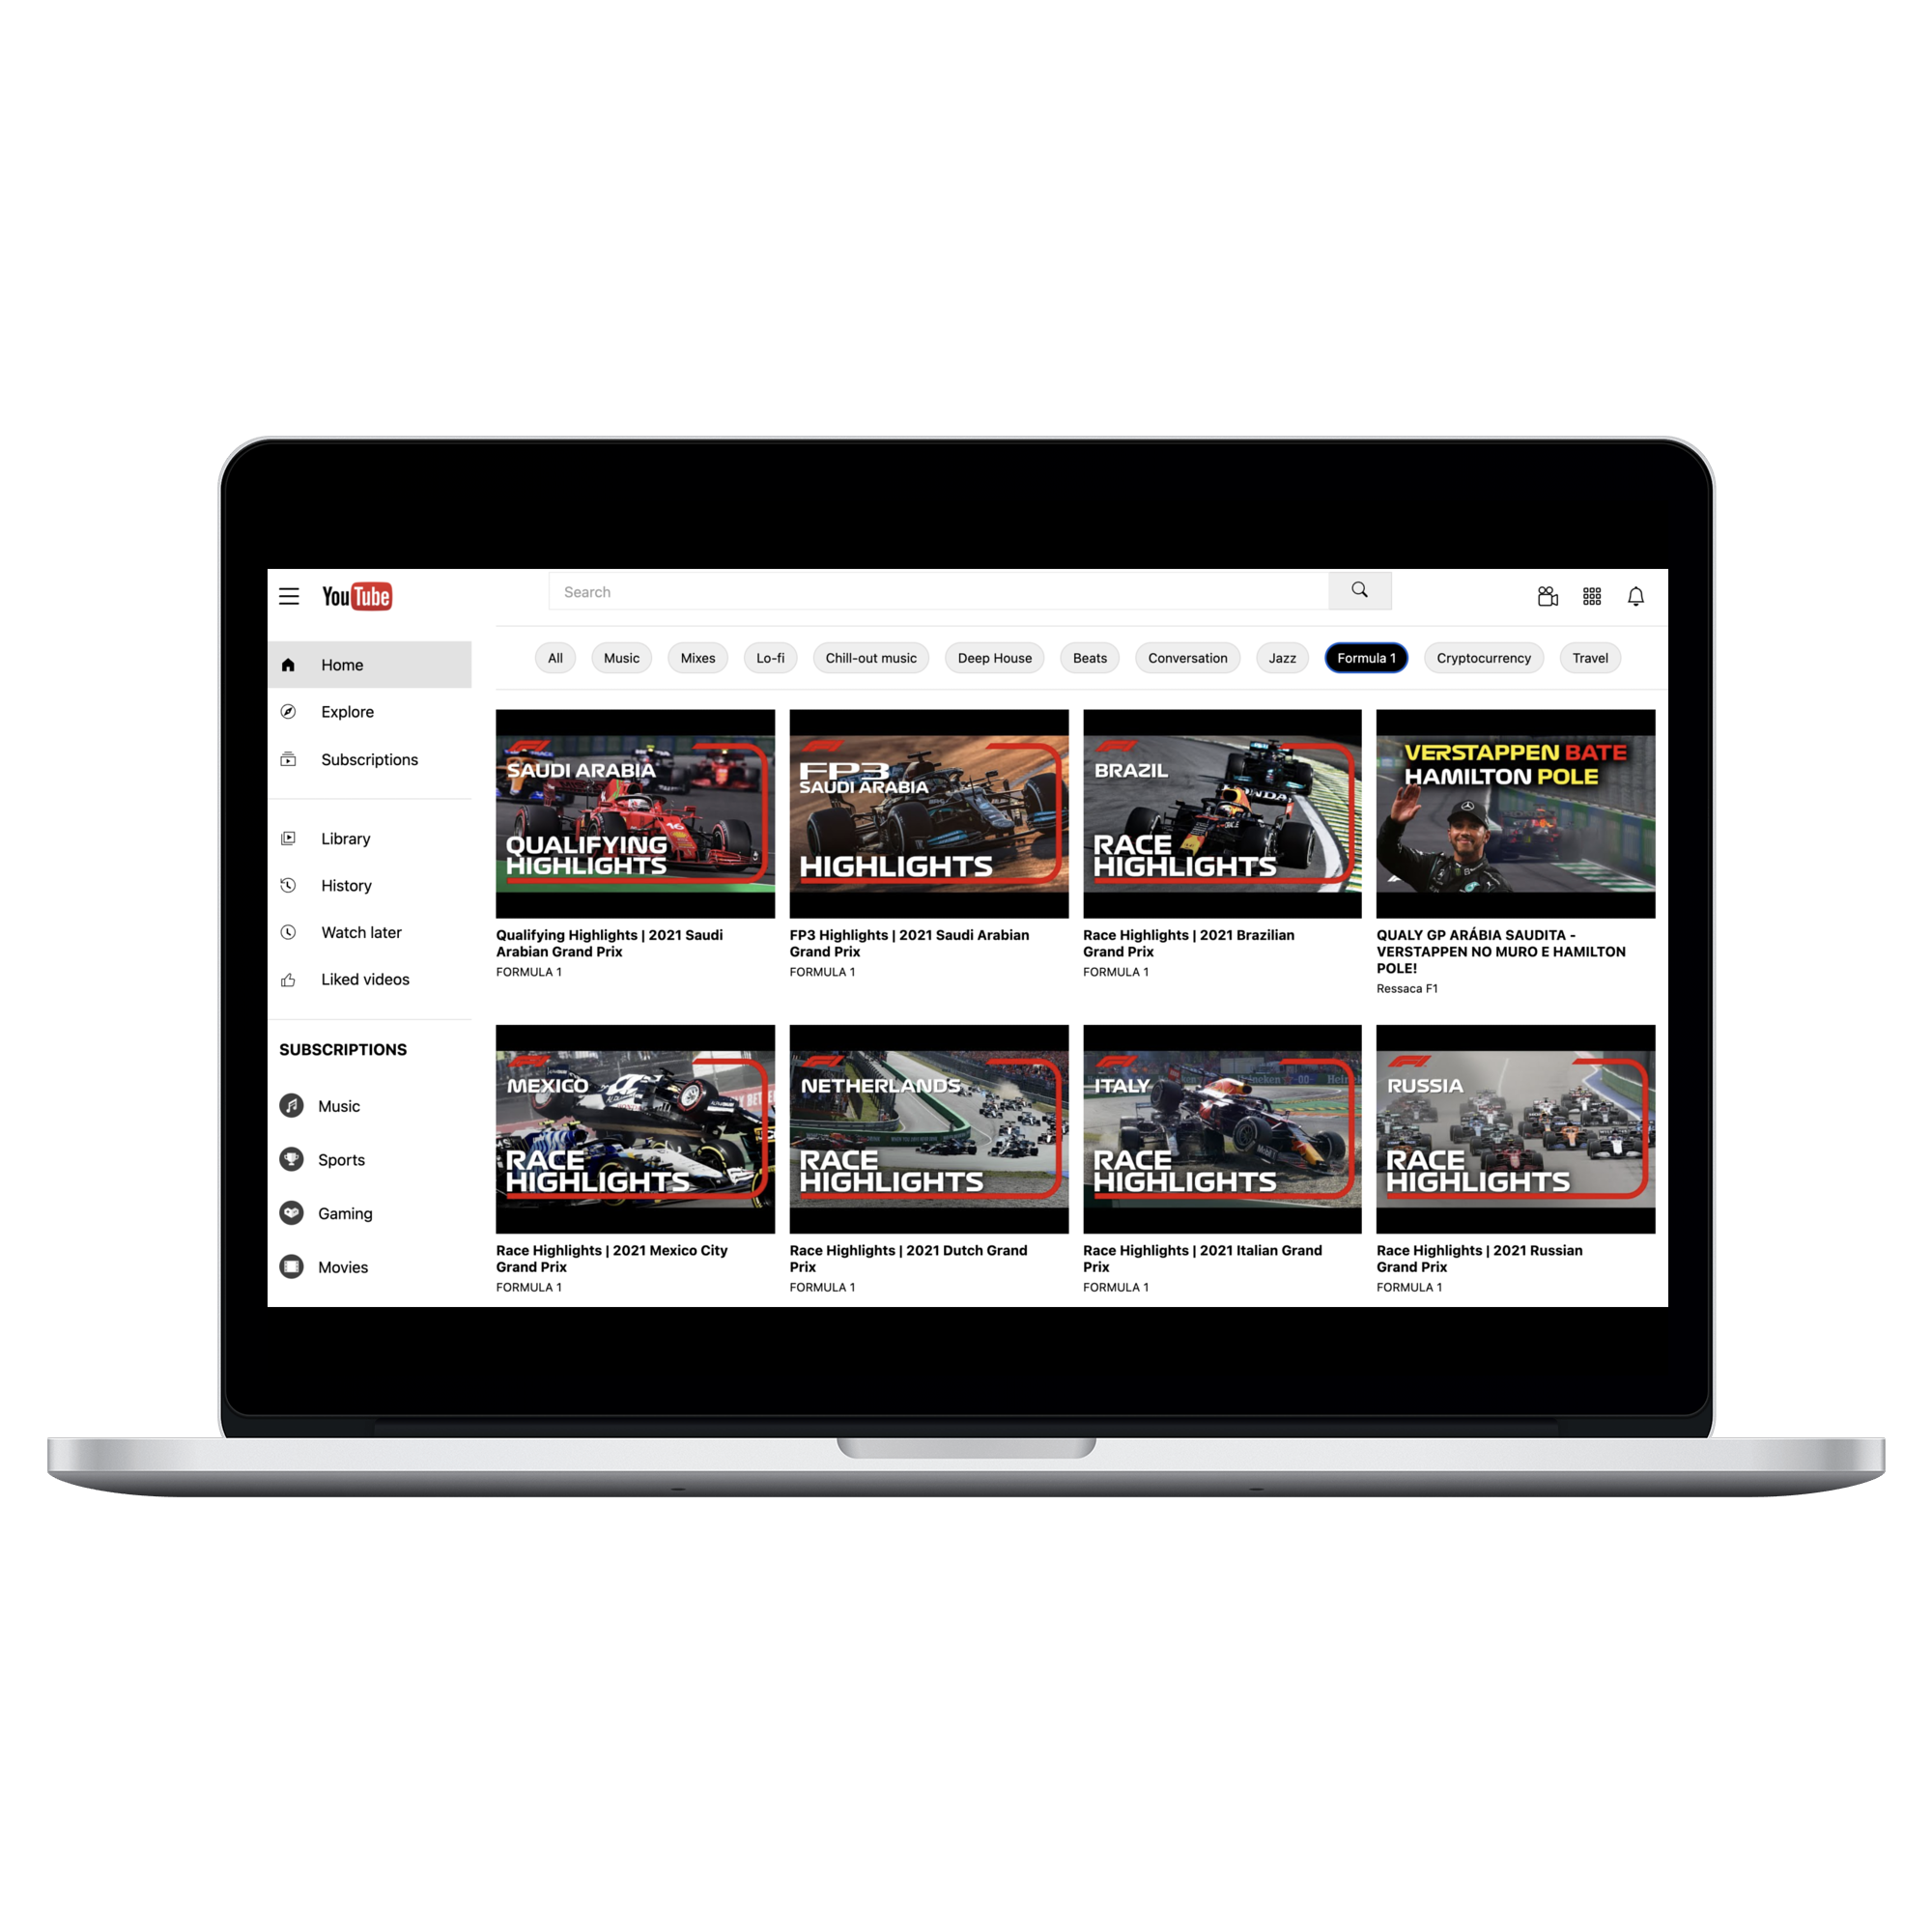 YouTube
Search
Home
Explore
Subscriptions
Library
History
Watch later
Liked videos
SUBSCRIPTIONS
Music
Sports
Gaming
Movies
All
Music
Mixes
Lo-fi
Chill-out music
Deep House
Beats
Conversation
Jazz
Formula 1
Cryptocurrency
Travel
SAUDI ARABIA
QUALIFYING
HIGHLIGHTS
Qualifying Highlights | 2021 Saudi
Arabian Grand Prix
FORMULA 1
FP3
SAUDI ARABIA
HIGHLIGHTS
FP3 Highlights | 2021 Saudi Arabian
Grand Prix
FORMULA 1
BRAZIL
RACE
HIGHLIGHTS
Race Highlights | 2021 Brazilian
Grand Prix
FORMULA 1
VERSTAPPEN BATE
HAMILTON POLE
QUALY GP ARÁBIA SAUDITA -
VERSTAPPEN NO MURO E HAMILTON
POLE!
Ressaca F1
MEXICO
RACE
HIGHLIGHTS
Race Highlights | 2021 Mexico City
Grand Prix
FORMULA 1
NETHERLANDS
RACE
HIGHLIGHTS
Race Highlights | 2021 Dutch Grand
Prix
FORMULA 1
ITALY
RACE
HIGHLIGHTS
Race Highlights | 2021 Italian Grand
Prix
FORMULA 1
RUSSIA
RACE
HIGHLIGHTS
Race Highlights | 2021 Russian
Grand Prix
FORMULA 1